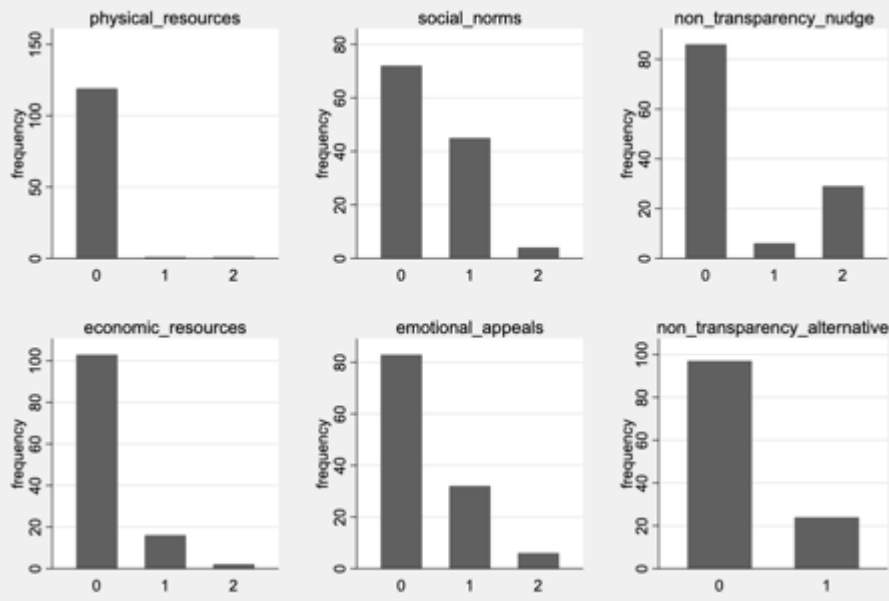 physical_resources
frequency
150
100
50
0
0 1 2
social_norms
frequency
80
60
40
20
0
0 1 2
non_transparency_nudge
frequency
80
60
40
20
0
0 1 2
economic_resources
frequency
100
80
60
40
20
0
0 1 2
emotional_appeals
frequency
80
60
40
20
0
0 1 2
non_transparency_alternative
frequency
100
80
60
40
20
0
0 1